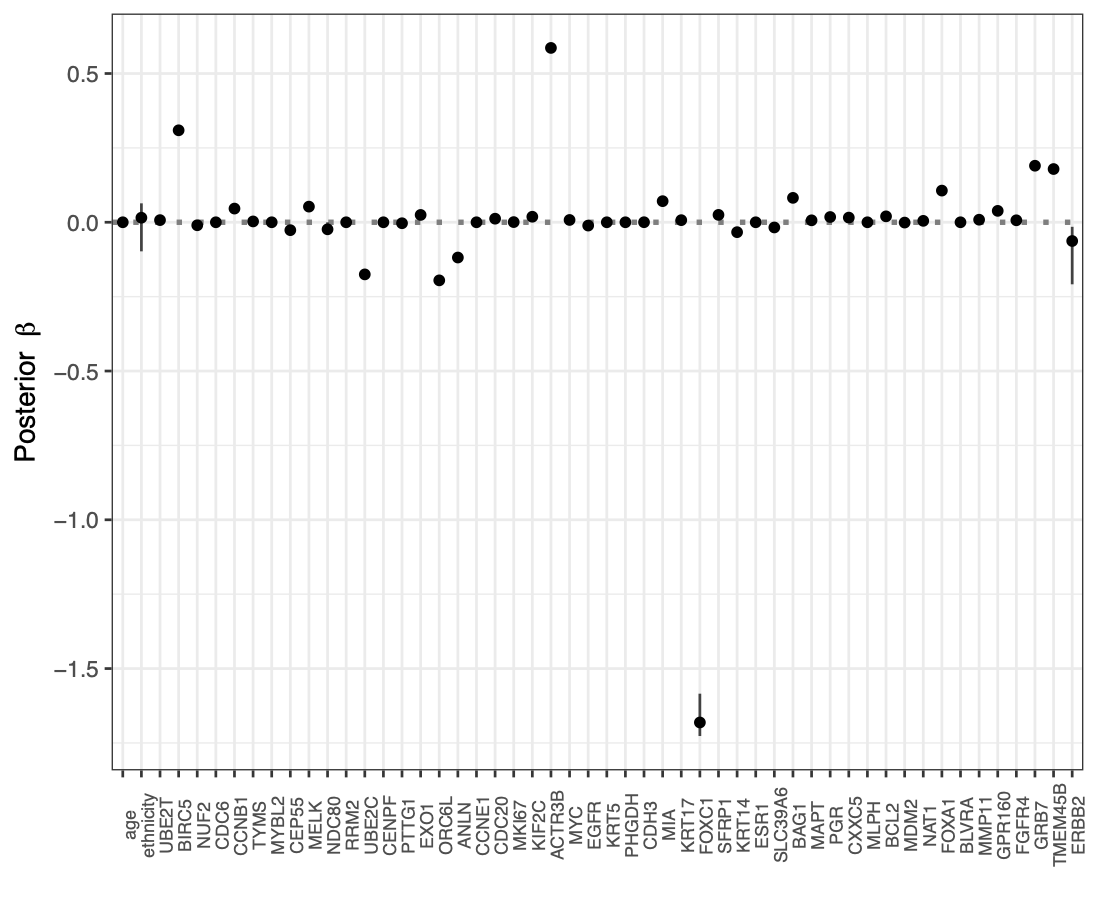 0.5
0.0
−0.5
−1.0
−1.5
Posterior β
age
ethnicity
UBE2T
BIRC5
NUF2
CDC6
CCNB1
TYMS
MYBL2
CEP55
MELK
NDC80
RRM2
UBE2C
CENPF
PTTG1
EXO1
ORC6L
ANLN
CCNE1
CDC20
MKI67
KIF2C
ACTR3B
MYC
EGFR
KRT5
PHGDH
CDH3
MIA
KRT17
FOXC1
SFRP1
KRT14
ESR1
SLC39A6
BAG1
MAPT
PGR
CXXC5
MLPH
BCL2
MDM2
NAT1
FOXA1
BLVRA
MMP11
GPR160
FGFR4
GRB7
TMEM45B
ERBB2